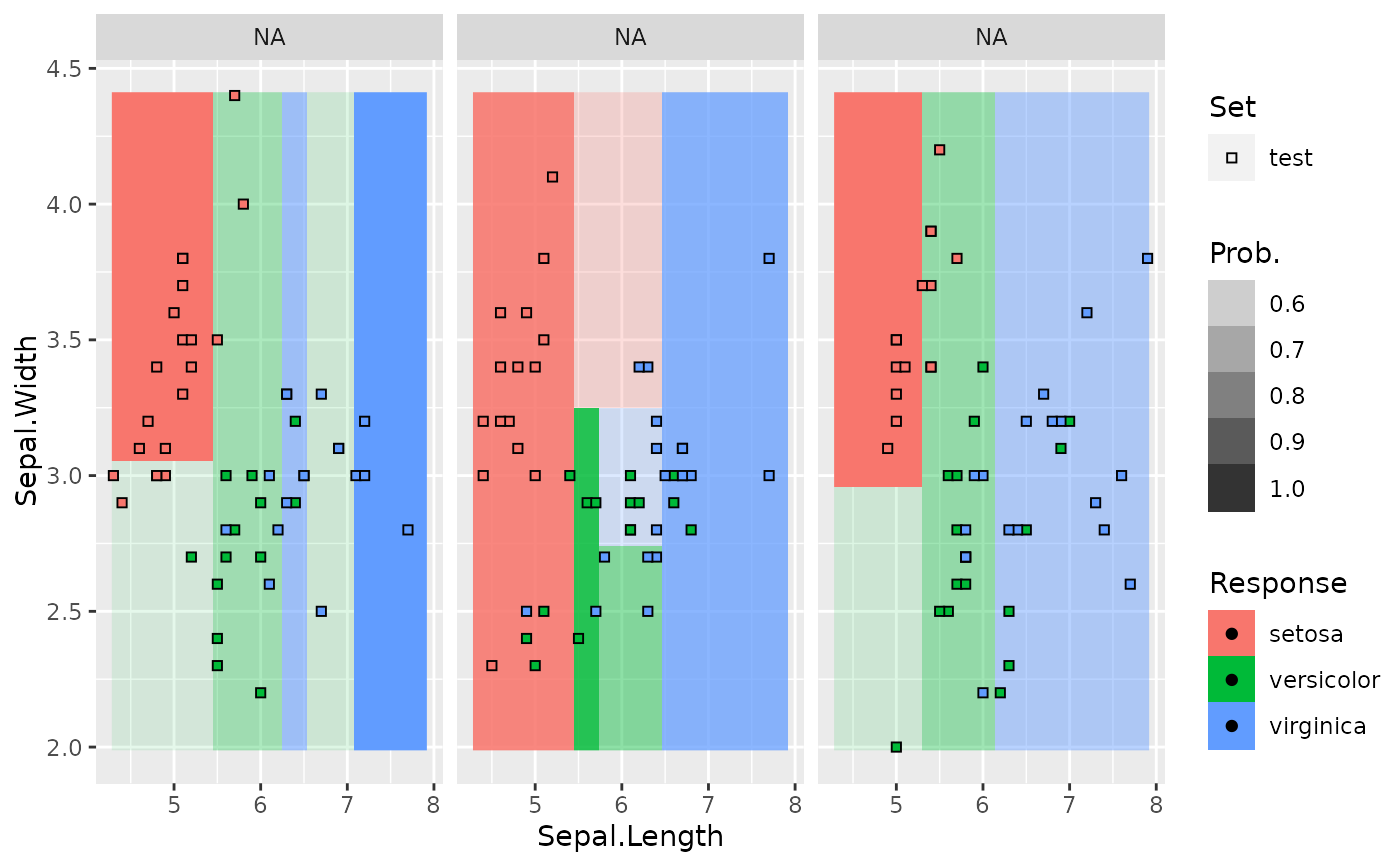 NA NA NA
4.5
4.0
3.5
3.0
2.5
2.0
Sepal.Width
5 6 7 8 5 6 7 8 5 6 7 8
Sepal.Length
Set
test
Prob.
0.6
0.7
0.8
0.9
1.0
Response
setosa
versicolor
virginica